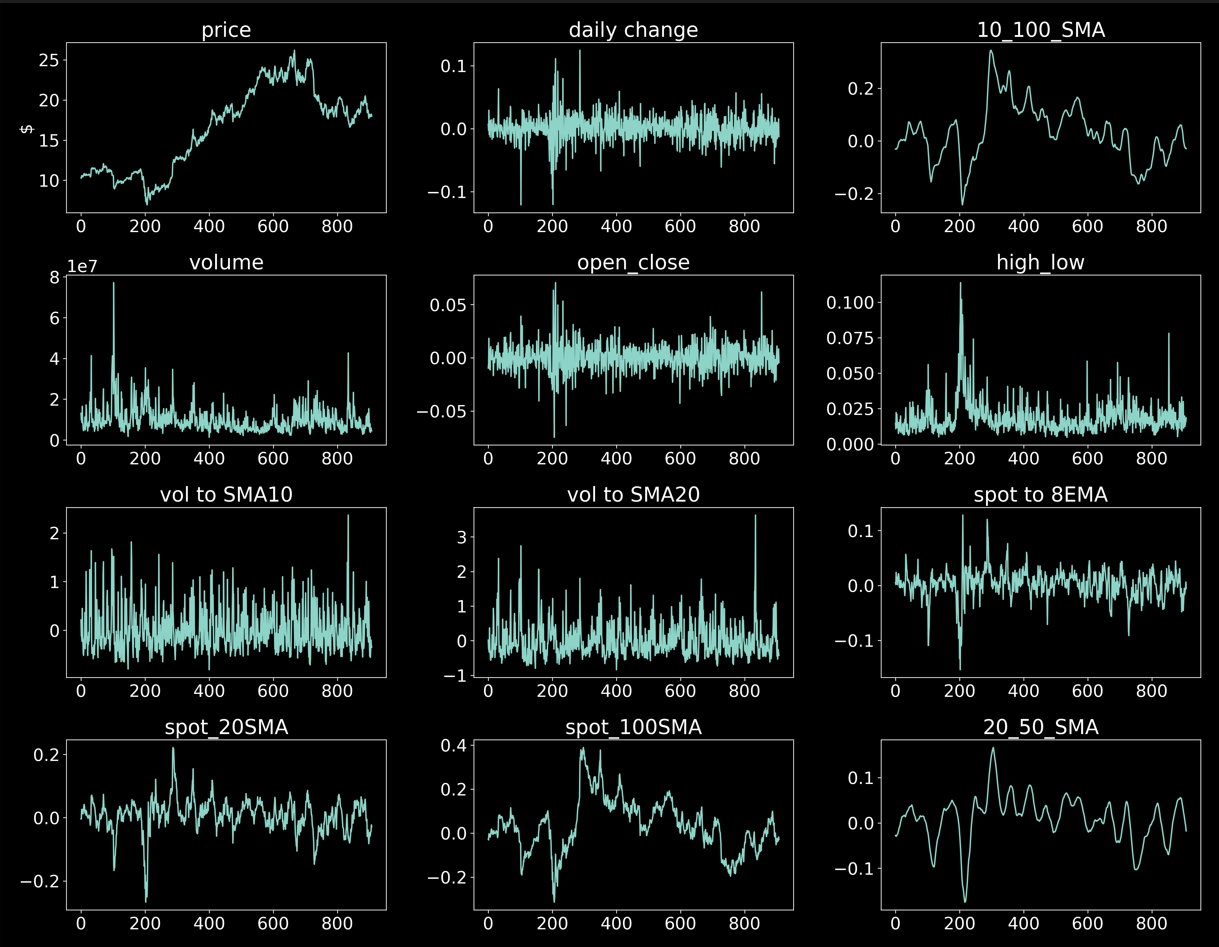 price
daily change
10_100_SMA
25
20
15
10
$
0 200 400 600 800
0.1
0.0
−0.1
0 200 400 600 800
0.2
0.0
−0.2
0 200 400 600 800
volume
open_close
high_low
1e7
8
6
4
2
0
0 200 400 600 800
0.05
0.00
−0.05
0 200 400 600 800
0.100
0.075
0.050
0.025
0.000
0 200 400 600 800
vol to SMA10
vol to SMA20
spot to 8EMA
2
1
0
0 200 400 600 800
3
2
1
0
−1
0 200 400 600 800
0.1
0.0
−0.1
0 200 400 600 800
spot_20SMA
spot_100SMA
20_50_SMA
0.2
0.0
−0.2
0 200 400 600 800
0.4
0.2
0.0
−0.2
0 200 400 600 800
0.1
0.0
−0.1
0 200 400 600 800